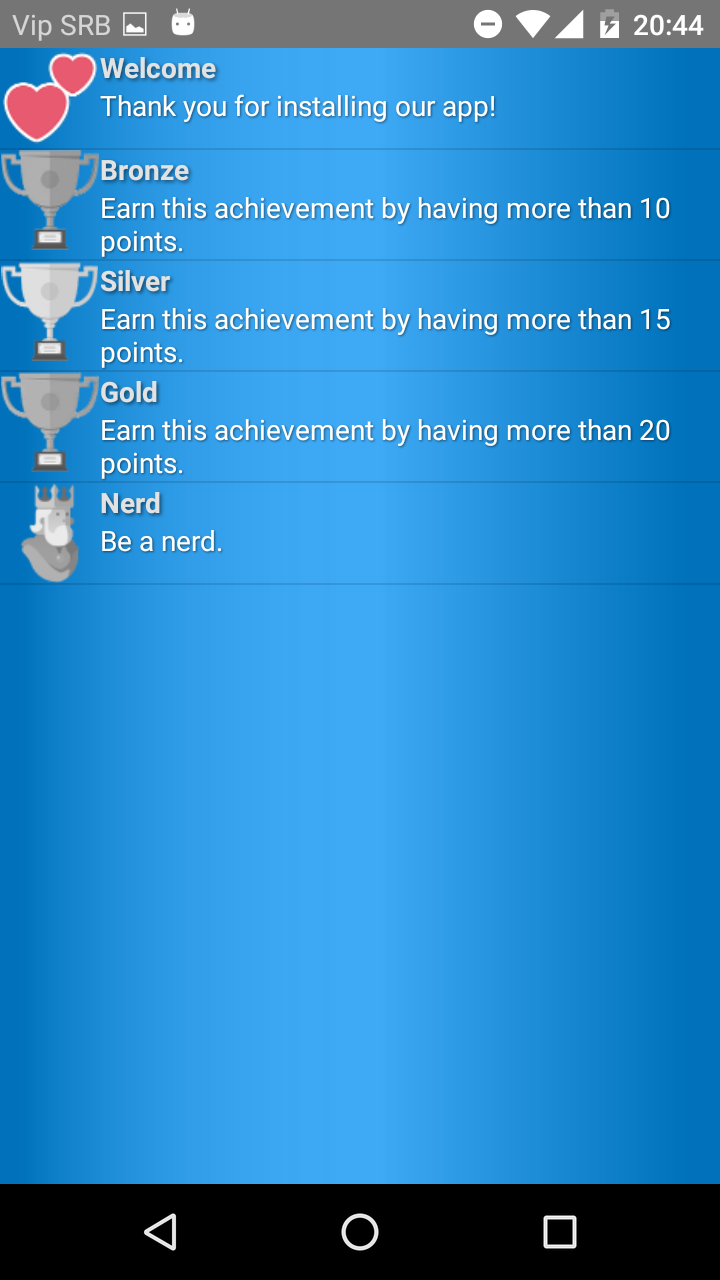 Vip SRB 20:44
Welcome
Thank you for installing our app!
Bronze
Earn this achievement by having more than 10
points.
Silver
Earn this achievement by having more than 15
points.
Gold
Earn this achievement by having more than 20
points.
Nerd
Be a nerd.